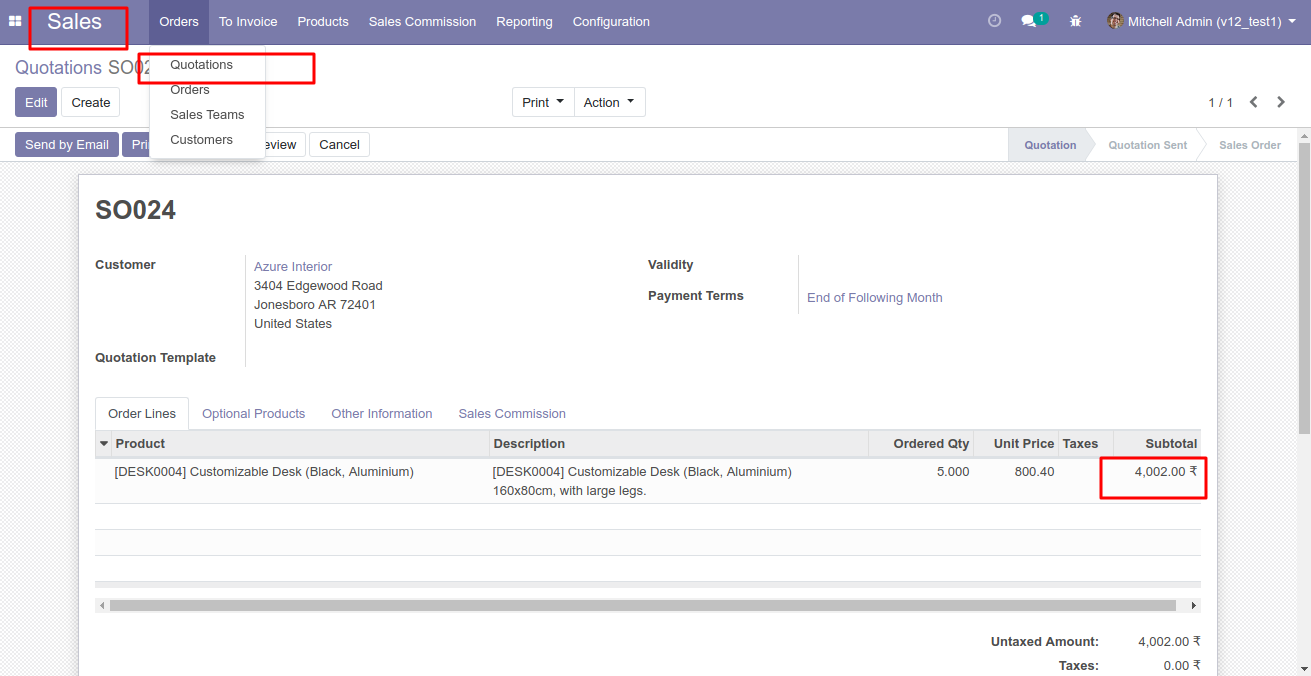 Sales Orders To Invoice Products Sales Commission Reporting Configuration 1 Mitchell Admin (v12_test1)
Quotations
Orders
Sales Teams
Customers
Quotations
Edit Create Print Action 1 / 1
Send by Email Cancel Quotation Quotation Sent Sales Order
SO024
Customer Azure Interior
3404 Edgewood Road
Jonesboro AR 72401
United States
Quotation Template
Validity
Payment Terms End of Following Month
Order Lines Optional Products Other Information Sales Commission
Product Description Ordered Qty Unit Price Taxes Subtotal
[DESK0004] Customizable Desk (Black, Aluminium) [DESK0004] Customizable Desk (Black, Aluminium) 5.000 800.40 4,002.00 ₹
160x80cm, with large legs.
Untaxed Amount: 4,002.00 ₹
Taxes: 0.00 ₹